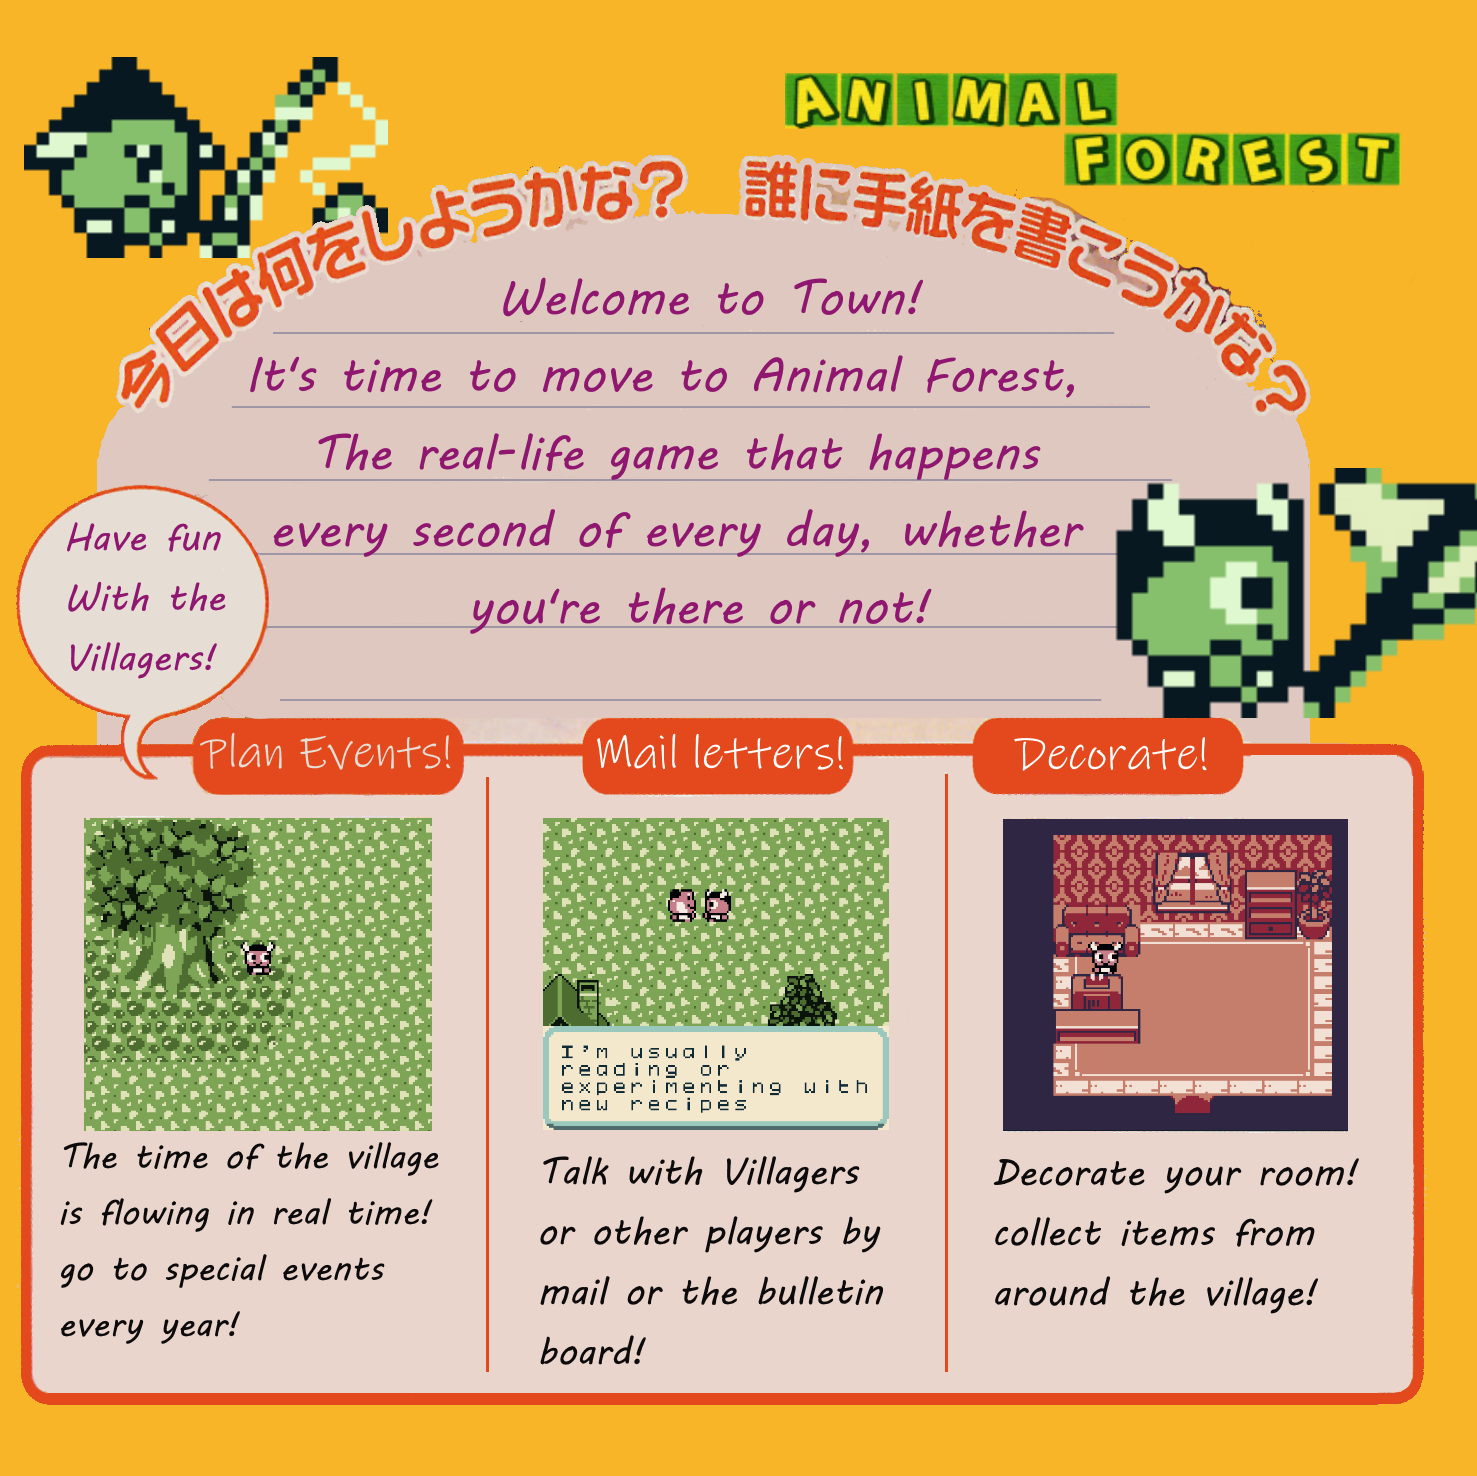 ANIMAL
FOREST
今日は何をしようかな？ 誰に手紙を書こうかな？
Welcome to Town!
It's time to move to Animal Forest,
The real-life game that happens
every second of every day, whether
you're there or not!
Have fun
With the
Villagers!
Plan Events!
The time of the village
is flowing in real time!
go to special events
every year!
Mail letters!
I'm usually
reading or
experimenting with
new recipes
Talk with Villagers
or other players by
mail or the bulletin
board!
Decorate!
Decorate your room!
collect items from
around the village!